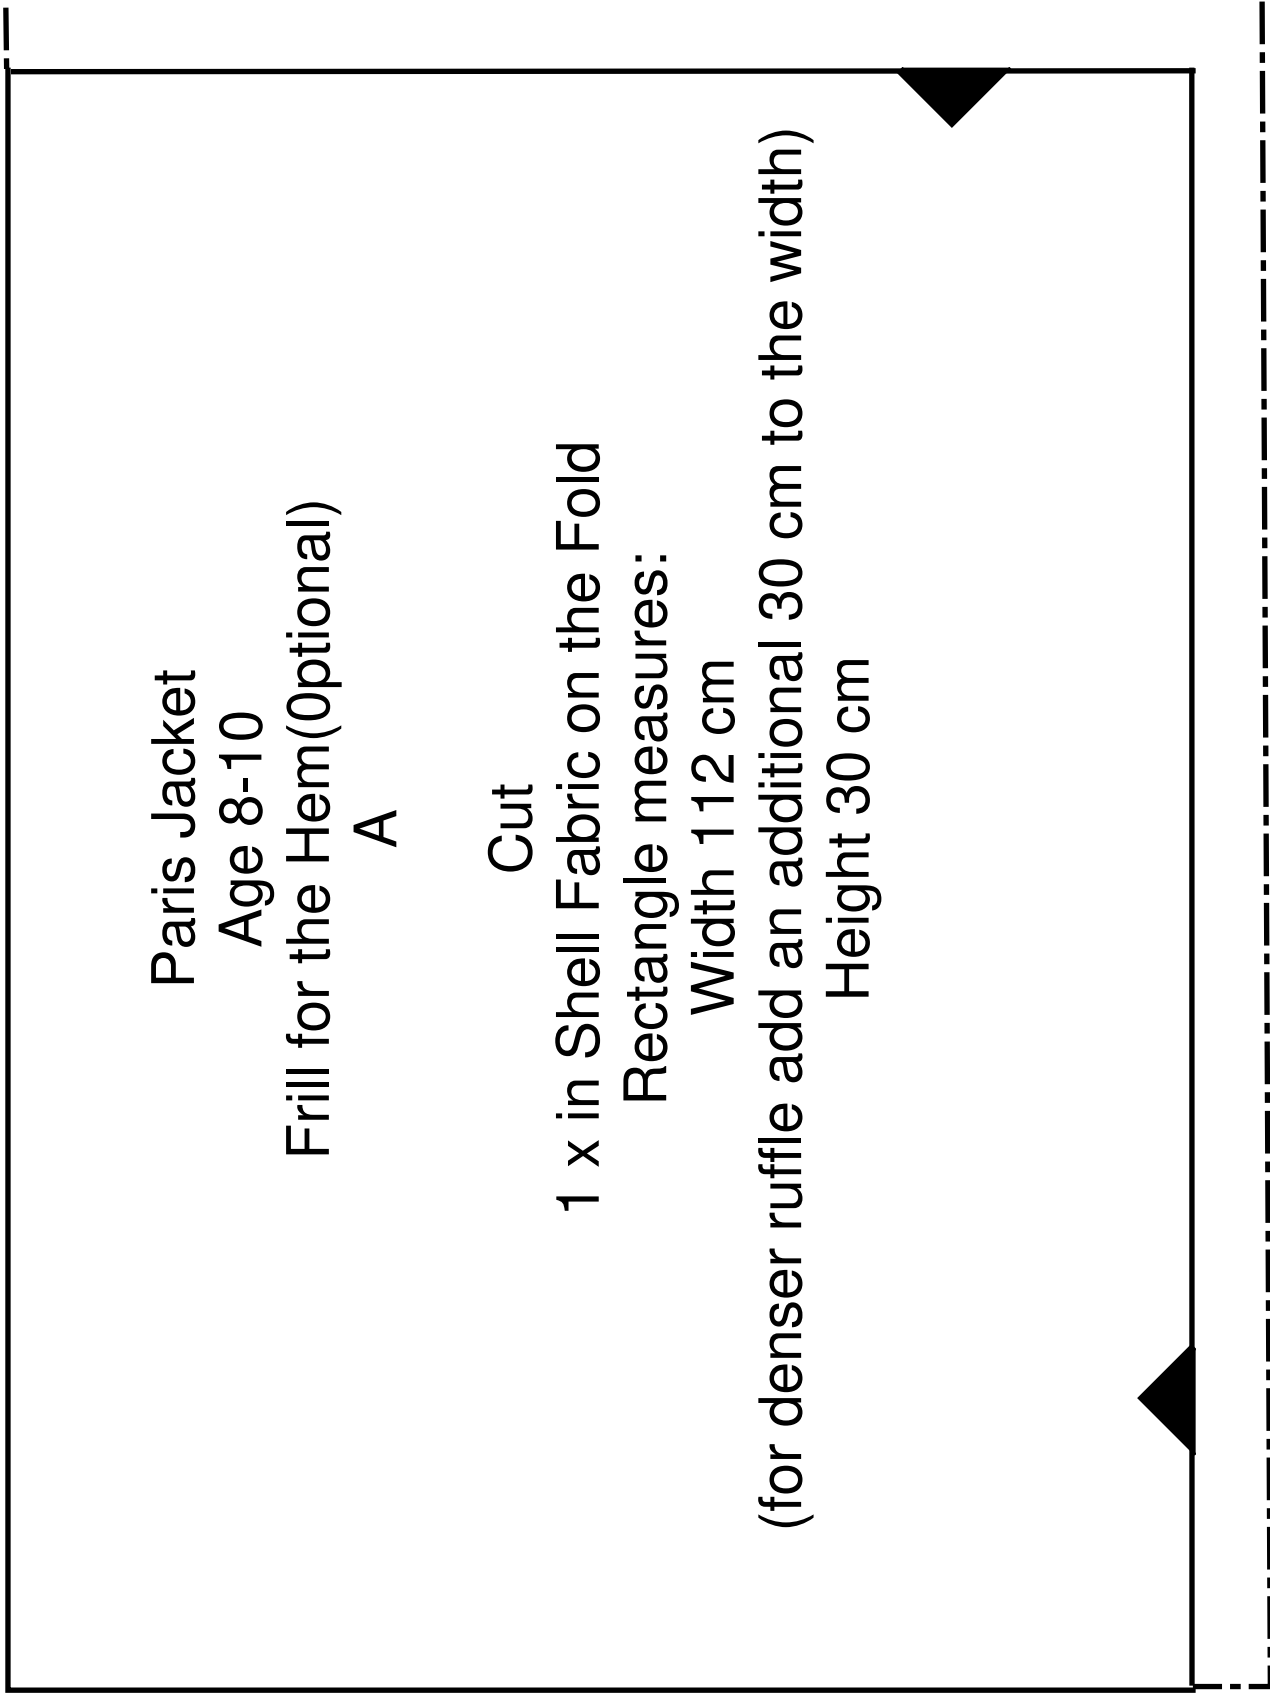 Paris Jacket
Age 8-10
Frill for the Hem(0ptional)
A
Cut
1 x in Shell Fabric on the Fold
Rectangle measures:
Width 112 cm
(for denser ruffle add an additional 30 cm to the width)
Height 30 cm